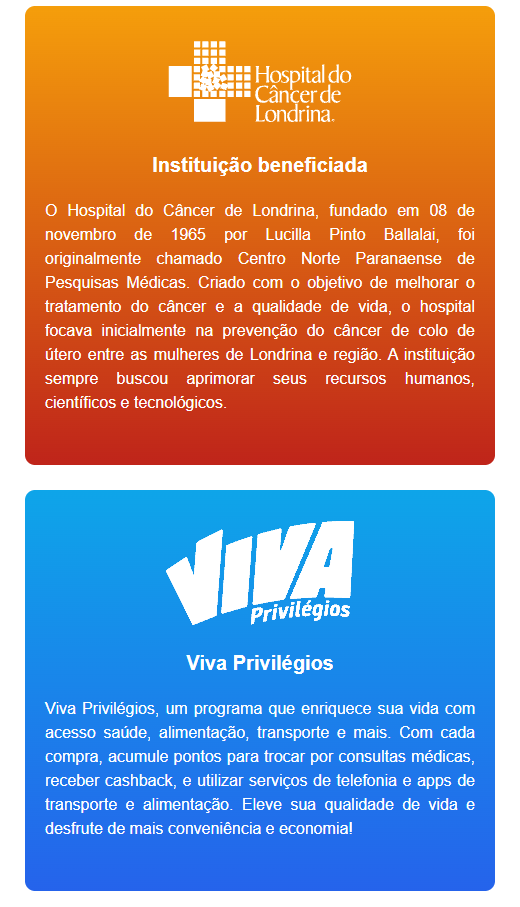 Hospital do
Câncer de
Londrina.
Instituição beneficiada
O Hospital do Câncer de Londrina, fundado em 08 de
novembro de 1965 por Lucilla Pinto Ballalai, foi
originalmente chamado Centro Norte Paranaense de
Pesquisas Médicas. Criado com o objetivo de melhorar o
tratamento do câncer e a qualidade de vida, o hospital
focava inicialmente na prevenção do câncer de colo de
útero entre as mulheres de Londrina e região. A instituição
sempre buscou aprimorar seus recursos humanos,
científicos e tecnológicos.
VIVA
Privilégios
Viva Privilégios
Viva Privilégios, um programa que enriquece sua vida com
acesso saúde, alimentação, transporte e mais. Com cada
compra, acumule pontos para trocar por consultas médicas,
receber cashback, e utilizar serviços de telefonia e apps de
transporte e alimentação. Eleve sua qualidade de vida e
desfrute de mais conveniência e economia!